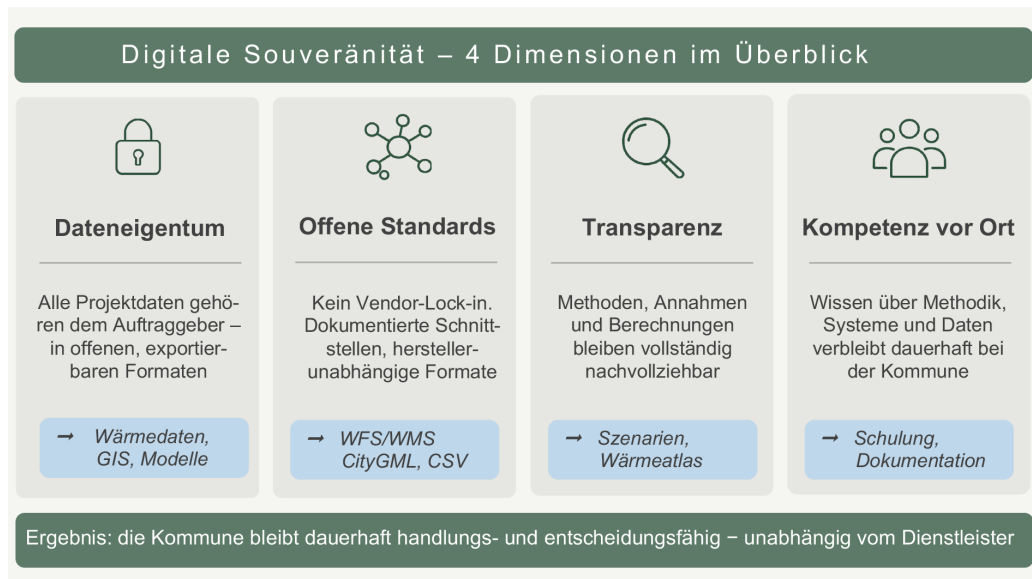 Digitale Souveränität – 4 Dimensionen im Überblick
Dateneigentum
Alle Projektdaten gehö-
ren dem Auftraggeber –
in offenen, exportier-
baren Formaten
➞ Wärmedaten,
GIS, Modelle
Offene Standards
Kein Vendor-Lock-in.
Dokumentierte Schnitt-
stellen, hersteller-
unabhängige Formate
➞ WFS/WMS
CityGML, CSV
Transparenz
Methoden, Annahmen
und Berechnungen
bleiben vollständig
nachvollziehbar
➞ Szenarien,
Wärmeatlas
Kompetenz vor Ort
Wissen über Methodik,
Systeme und Daten
verbleibt dauerhaft bei
der Kommune
➞ Schulung,
Dokumentation
Ergebnis: die Kommune bleibt dauerhaft handlungs- und entscheidungsfähig − unabhängig vom Dienstleister